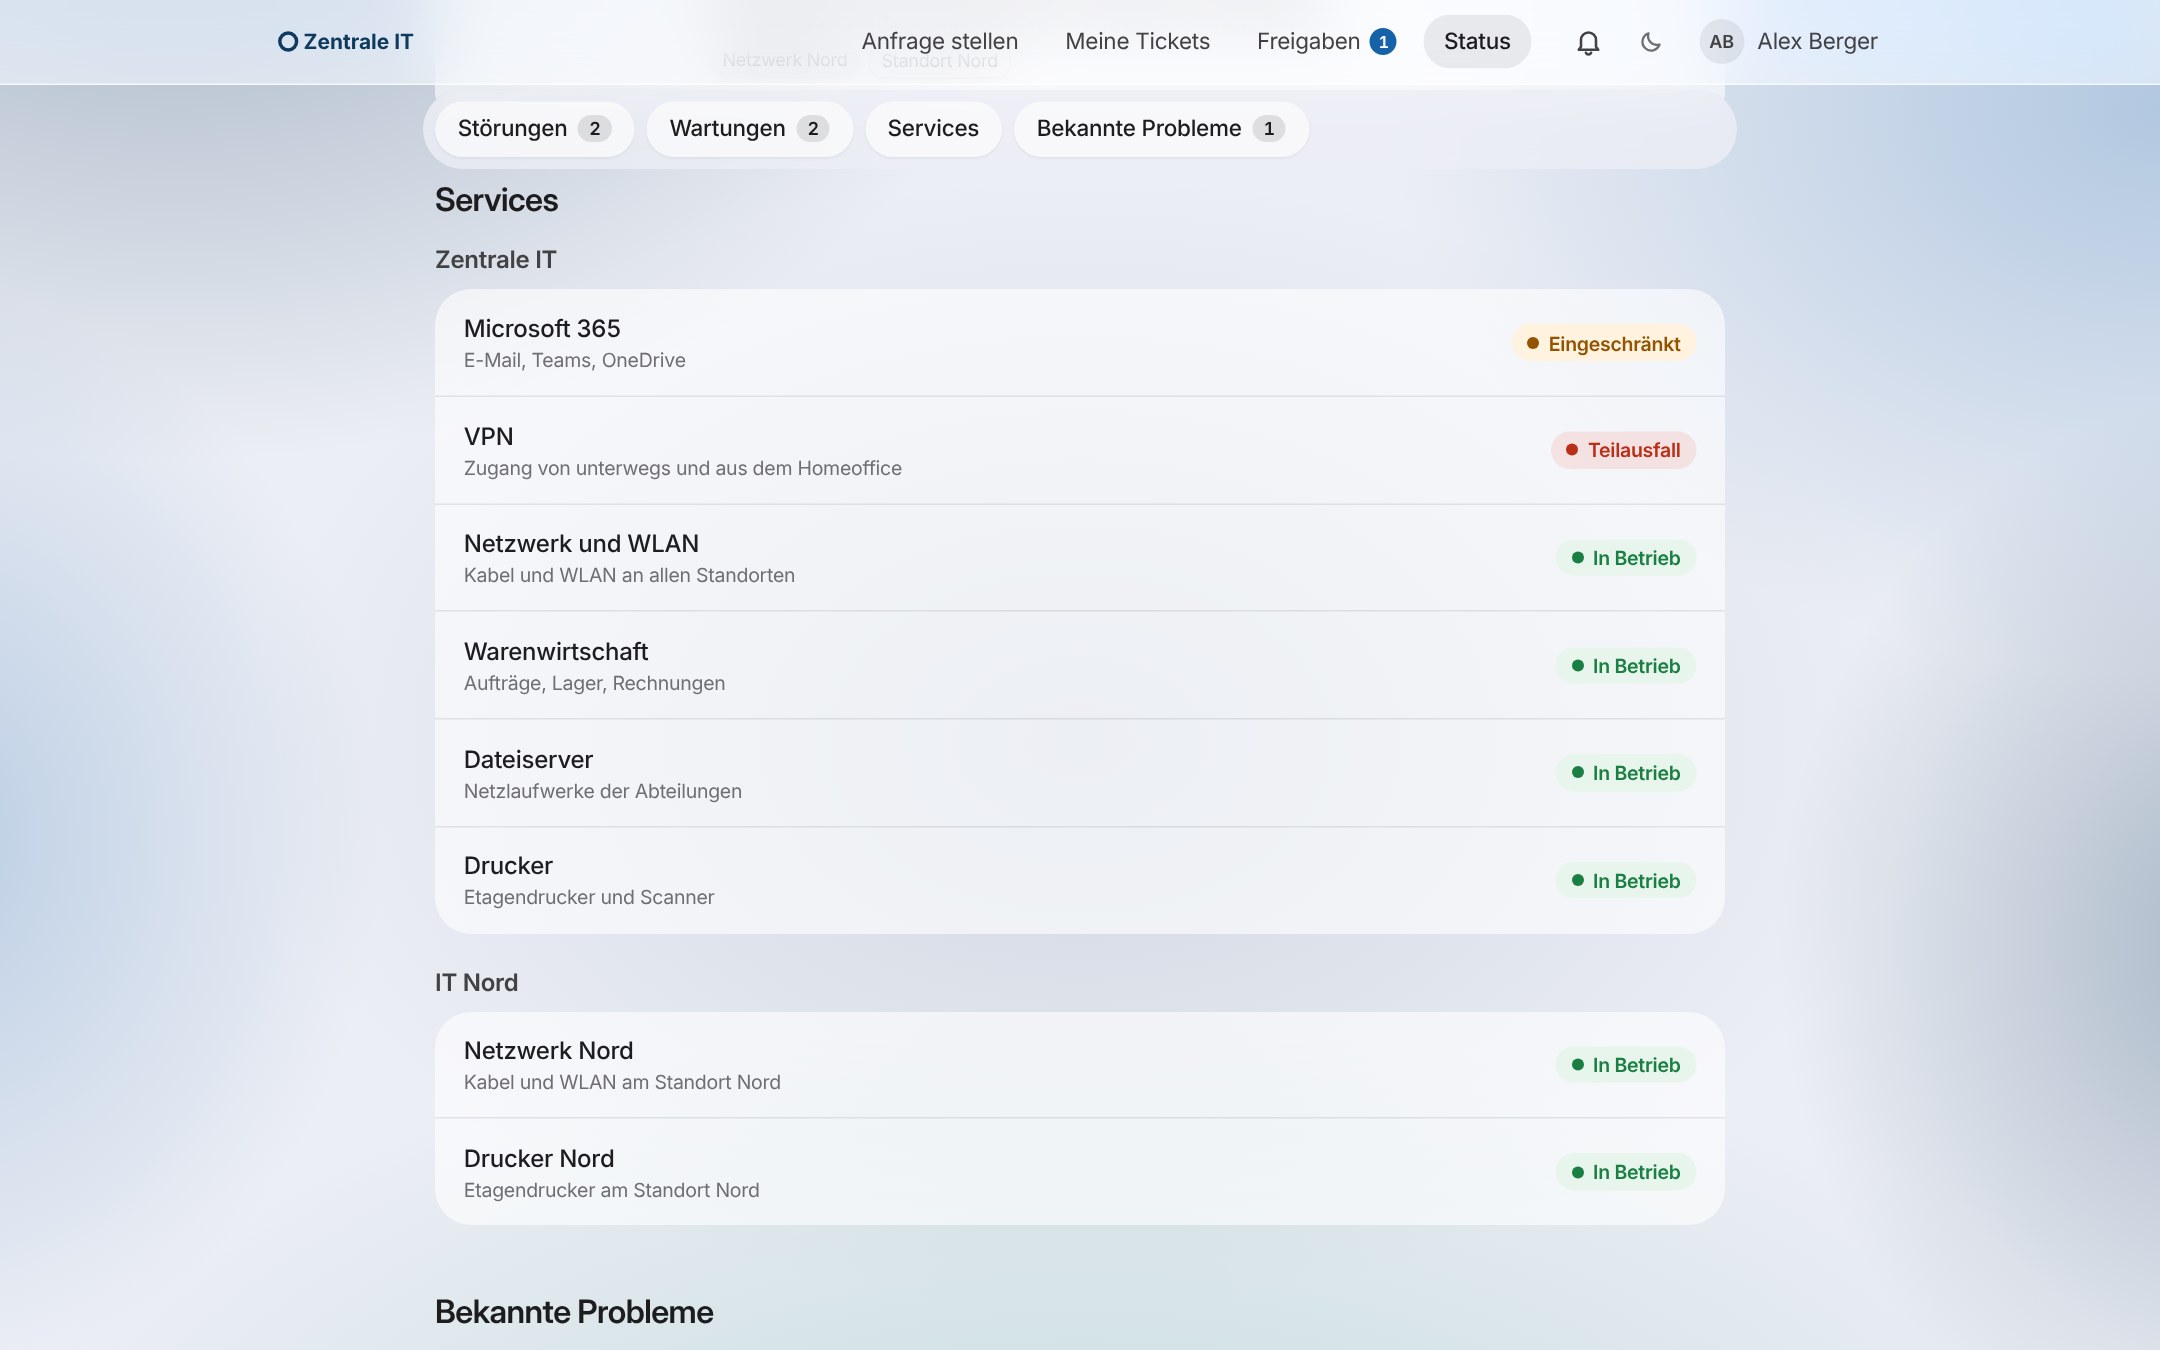 Zentrale IT
Anfrage stellen
Meine Tickets
Freigaben 1
Status
AB
Alex Berger
Netzwerk Nord
Standort Nord
Störungen 2
Wartungen 2
Services
Bekannte Probleme 1
Services
Zentrale IT
Microsoft 365
E-Mail, Teams, OneDrive
Eingeschränkt
VPN
Zugang von unterwegs und aus dem Homeoffice
Teilausfall
Netzwerk und WLAN
Kabel und WLAN an allen Standorten
In Betrieb
Warenwirtschaft
Aufträge, Lager, Rechnungen
In Betrieb
Dateiserver
Netzlaufwerke der Abteilungen
In Betrieb
Drucker
Etagendrucker und Scanner
In Betrieb
IT Nord
Netzwerk Nord
Kabel und WLAN am Standort Nord
In Betrieb
Drucker Nord
Etagendrucker am Standort Nord
In Betrieb
Bekannte Probleme